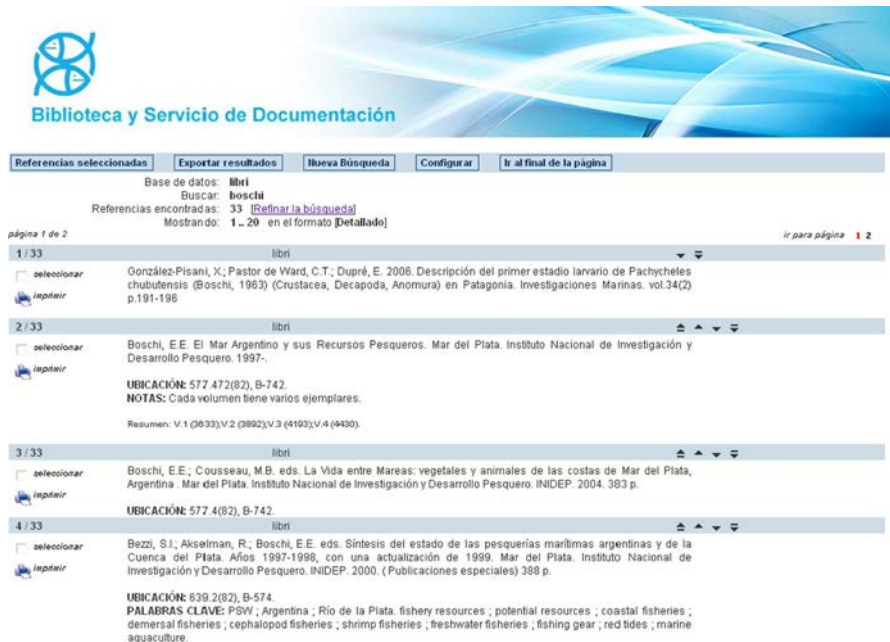 Biblioteca y Servicio de Documentación
Referencias seleccionadas Exportar resultados Nueva Búsqueda Configurar Ir al final de la página
Base de datos: libri
Buscar: boschi
Referencias encontradas: 33 [Refinar la búsqueda]
Mostrando: 1 .. 20 en el formato [Detallado]
página 1 de 2 ir para página 1 2
1 / 33 libri
seleccionar
imprimir
González-Pisani, X.; Pastor de Ward, C.T.; Dupré, E. 2006. Descripción del primer estadio larvario de Pachycheles
chubutensis (Boschi, 1963) (Crustacea, Decapoda, Anomura) en Patagonia. Investigaciones Marinas. vol.34(2)
p.191-196
2 / 33 libri
seleccionar
imprimir
Boschi, E.E. El Mar Argentino y sus Recursos Pesqueros. Mar del Plata. Instituto Nacional de Investigación y
Desarrollo Pesquero. 1997-.
UBICACIÓN: 577.472(82), B-742.
NOTAS: Cada volumen tiene varios ejemplares.
Resumen: V.1 (3633);V.2 (3892);V.3 (4193);V.4 (4430).
3 / 33 libri
seleccionar
imprimir
Boschi, E.E.; Cousseau, M.B. eds. La Vida entre Mareas: vegetales y animales de las costas de Mar del Plata,
Argentina . Mar del Plata. Instituto Nacional de Investigación y Desarrollo Pesquero. INIDEP. 2004. 383 p.
UBICACIÓN: 577.4(82), B-742.
4 / 33 libri
seleccionar
imprimir
Bezzi, S.I.; Akselman, R.; Boschi, E.E. eds. Síntesis del estado de las pesquerías marítimas argentinas y de la
Cuenca del Plata. Años 1997-1998, con una actualización de 1999. Mar del Plata. Instituto Nacional de
Investigación y Desarrollo Pesquero. INIDEP. 2000. ( Publicaciones especiales) 388 p.
UBICACIÓN: 639.2(82), B-574.
PALABRAS CLAVE: PSW ; Argentina ; Río de la Plata. fishery resources ; potential resources ; coastal fisheries ;
demersal fisheries ; cephalopod fisheries ; shrimp fisheries ; freshwater fisheries ; fishing gear ; red tides ; marine
aquaculture.